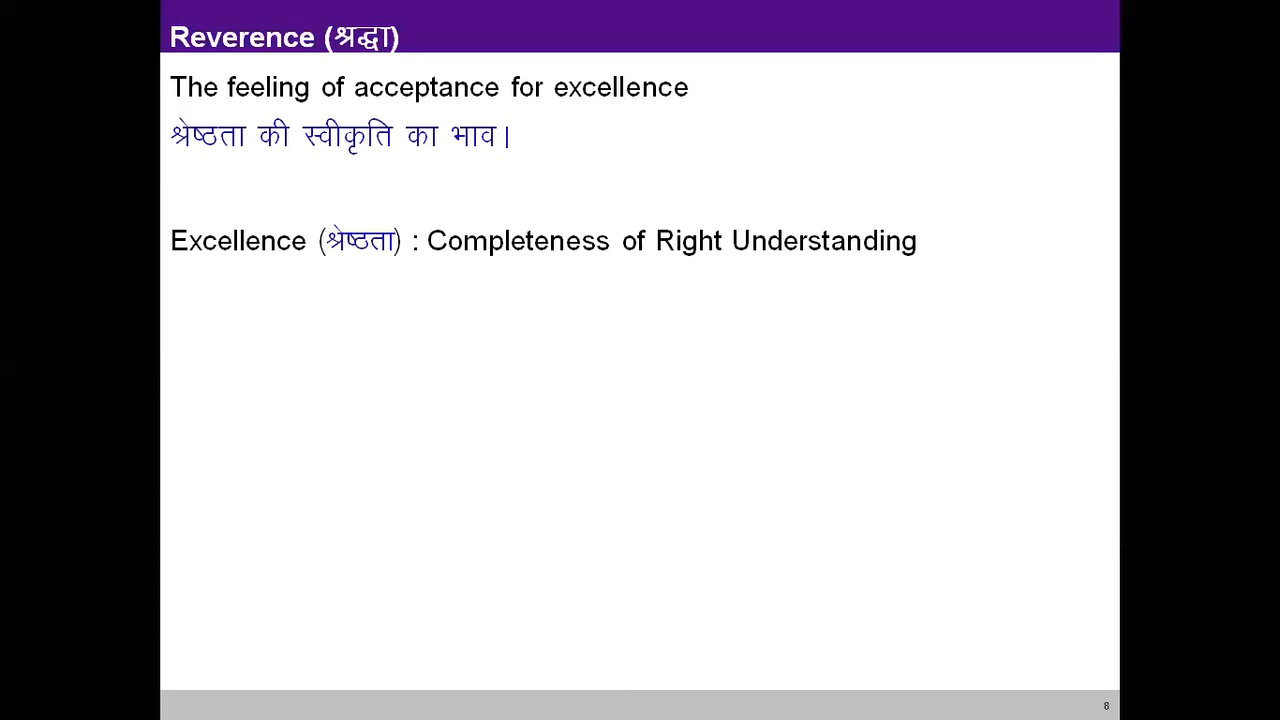 Reverence (श्रद्धा)
The feeling of acceptance for excellence
श्रेष्ठता की स्वीकृति का भाव।
Excellence (श्रेष्ठता) : Completeness of Right Understanding
8